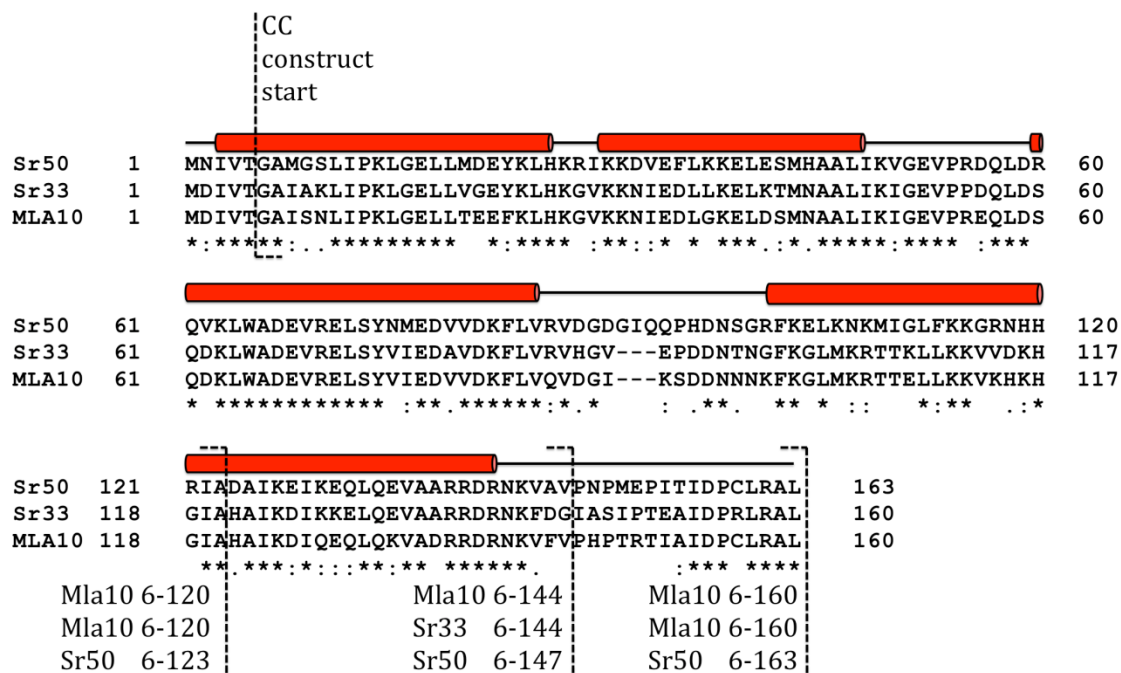 CC
construct
start
Sr50 1 MNIVTGAMGSLIPKLGELLMDEYKLHKRIKKDVEFLKKELESMHAALIKVGEVPRDQLDR 60
Sr33 1 MDIVTGAIAKLIPKLGELLVGEYKLHKGVKKNIEDLLKELKTMNAALIKIGEVPPDQLDS 60
MLA10 1 MDIVTGAISNLIPKLGELLTEEFKLHKGVKKNIEDLGKELDSMNAALIKIGEVPREQLDS 60
*:*****:..********* *:**** :**::* * ***.:*.*****:**** :***
Sr50 61 QVKLWADEVRELSYNMEDVVDKFLVRVDGDGIQQPHDNSGRFKELKNKMIGLFKKGRNHH 120
Sr33 61 QDKLWADEVRELSYVIEDAVDKFLVRVHGV---EPDDNTNGFKGLMKRTTKLLKKVVDKH 117
MLA10 61 QDKLWADEVRELSYVIEDVVDKFLVQVDGI---KSDDNNNKFKGLMKRTTELLKKVKHKH 117
* ************ :**.******:*.* : .**. ** * :: *:** .:*
Sr50 121 RIADAIKEIKEQLQEVAARRDRNKVAVPNPMEPITIDPCLRAL 163
Sr33 118 GIAHAIKDIKKELQEVAARRDRNKFDGIASIPTEAIDPRLRAL 160
MLA10 118 GIAHAIKDIQEQLQKVADRRDRNKVFVPHPTRTIAIDPCLRAL 160
**.***:*:::**:** ******. :*** ****
Mla10 6-120 Mla10 6-144 Mla10 6-160
Mla10 6-120 Sr33 6-144 Mla10 6-160
Sr50 6-123 Sr50 6-147 Sr50 6-163